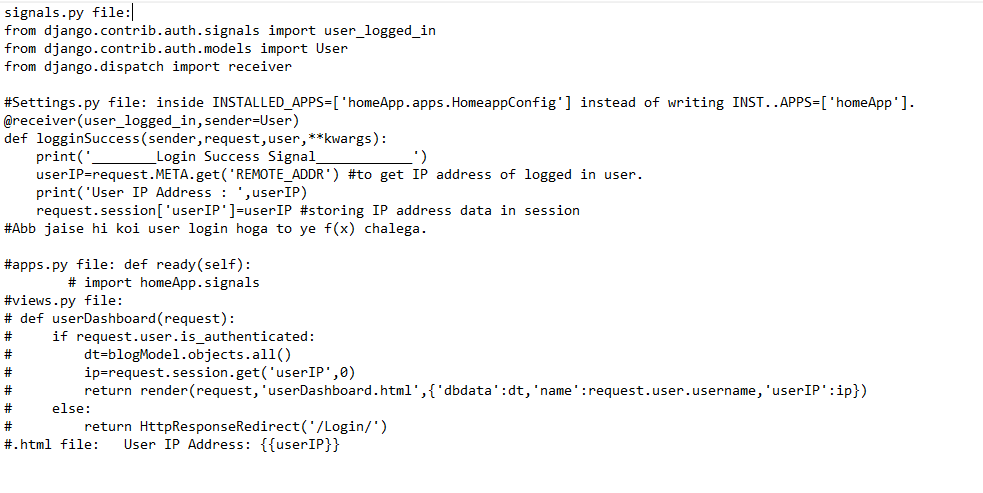 signals.py file:
from django.contrib.auth.signals import user_logged_in
from django.contrib.auth.models import User
from django.dispatch import receiver

#Settings.py file: inside INSTALLED_APPS=['homeApp.apps.HomeappConfig'] instead of writing INST..APPS=['homeApp'].
@receiver(user_logged_in,sender=User)
def logginSuccess(sender,request,user,**kwargs):
    print('________Login Success Signal____________')
    userIP=request.META.get('REMOTE_ADDR') #to get IP address of logged in user.
    print('User IP Address : ',userIP)
    request.session['userIP']=userIP #storing IP address data in session
#Abb jaise hi koi user login hoga to ye f(x) chalega.

#apps.py file: def ready(self):
        # import homeApp.signals
#views.py file:
# def userDashboard(request):
#     if request.user.is_authenticated:
#         dt=blogModel.objects.all()
#         ip=request.session.get('userIP',0)
#         return render(request,'userDashboard.html',{'dbdata':dt,'name':request.user.username,'userIP':ip})
#     else:
#         return HttpResponseRedirect('/Login/')
#.html file:   User IP Address: {{userIP}}